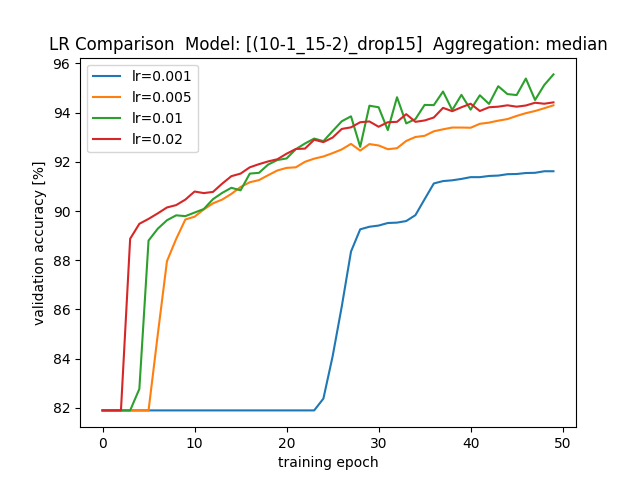 LR Comparison  Model: [(10-1_15-2)_drop15]  Aggregation: median
lr=0.001
lr=0.005
lr=0.01
lr=0.02
validation accuracy [%]
96
94
92
90
88
86
84
82
0 10 20 30 40 50
training epoch